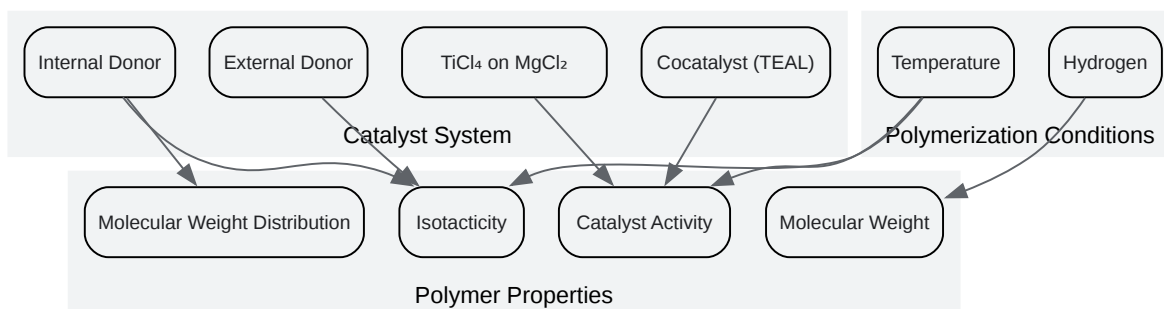 Internal Donor
External Donor
TiCl₄ on MgCl₂
Cocatalyst (TEAL)
Temperature
Hydrogen
Catalyst System
Polymerization Conditions
Molecular Weight Distribution
Isotacticity
Catalyst Activity
Molecular Weight
Polymer Properties